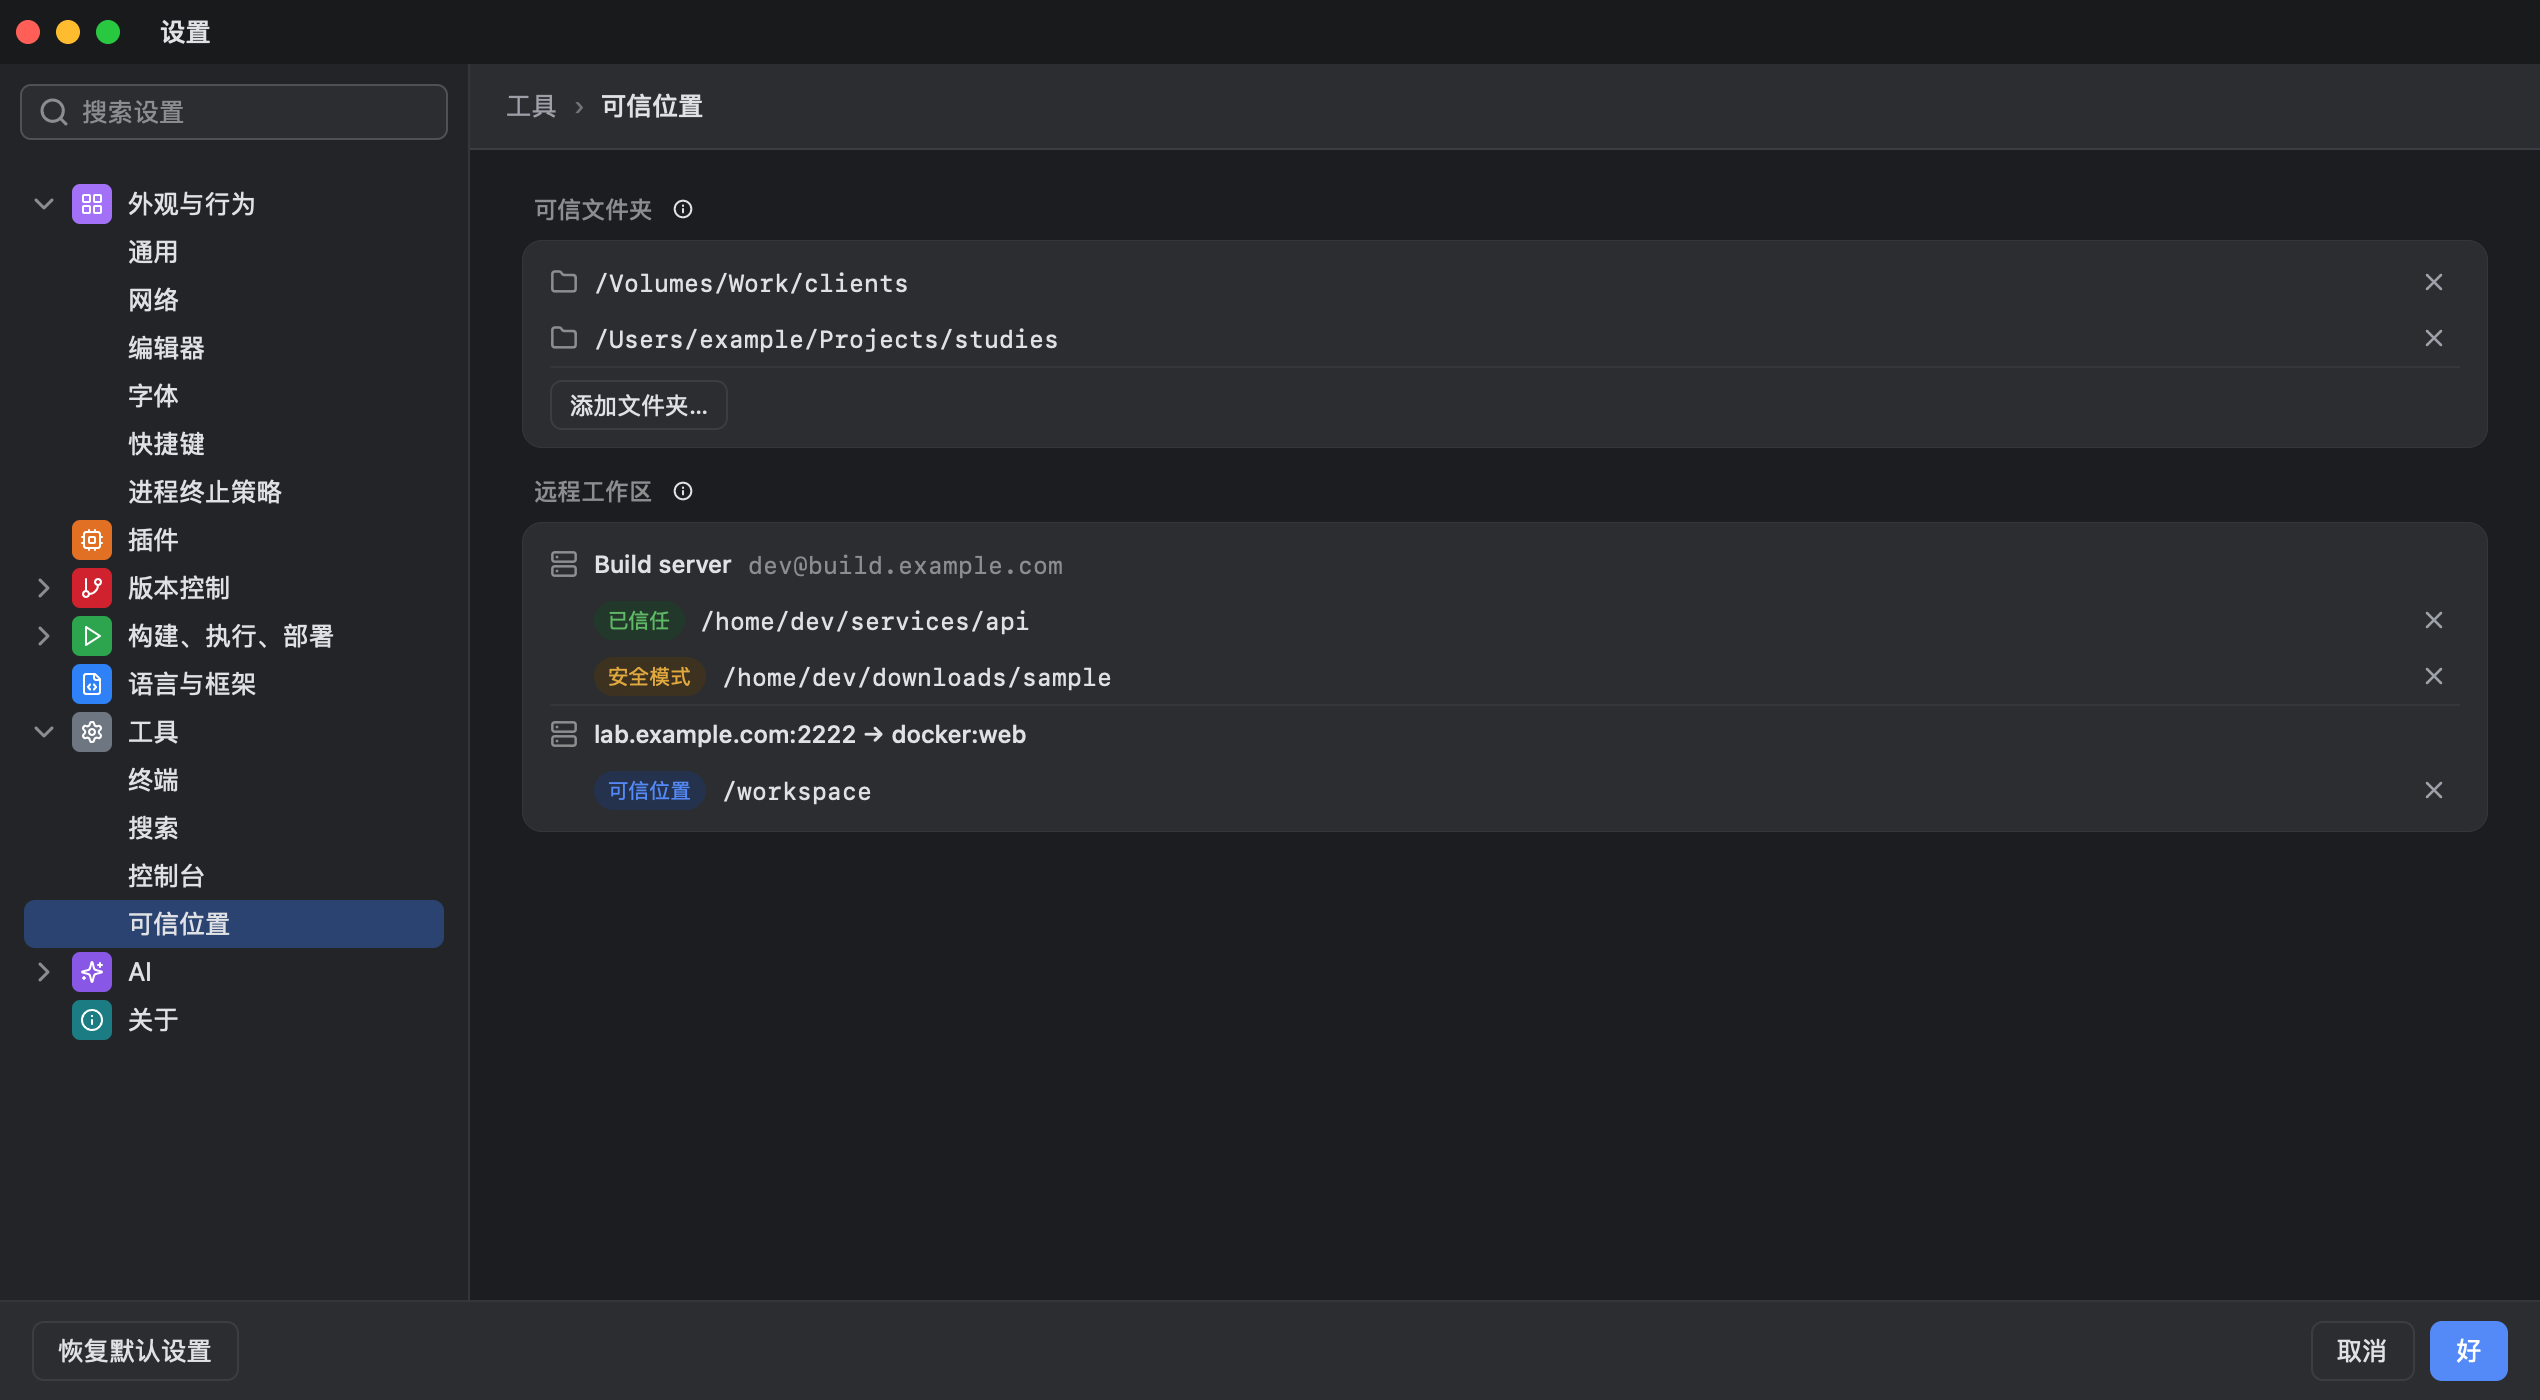 设置
搜索设置
外观与行为
通用
网络
编辑器
字体
快捷键
进程终止策略
插件
版本控制
构建、执行、部署
语言与框架
工具
终端
搜索
控制台
可信位置
AI
关于
工具 › 可信位置
可信文件夹
/Volumes/Work/clients
/Users/example/Projects/studies
添加文件夹...
远程工作区
Build server dev@build.example.com
已信任 /home/dev/services/api
安全模式 /home/dev/downloads/sample
lab.example.com:2222 → docker:web
可信位置 /workspace
恢复默认设置
取消
好